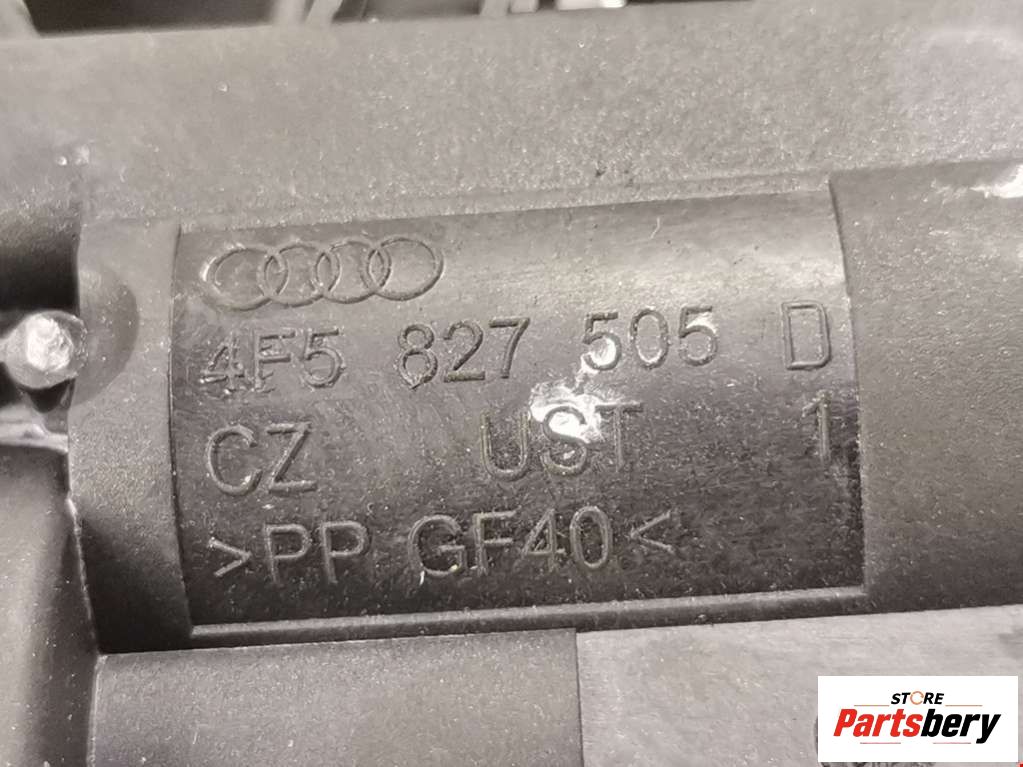 4F5 827 505 D
CZ UST 1
>PP GF40<
STORE
Partsbery